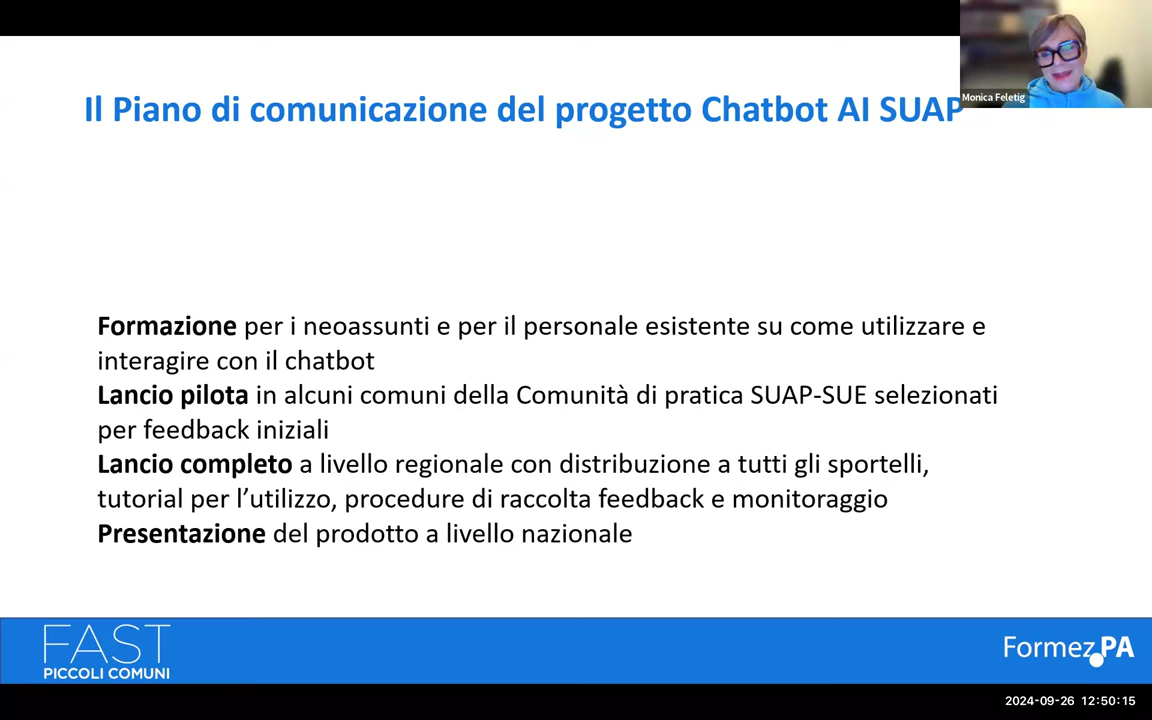 Il Piano di comunicazione del progetto Chatbot AI SUAP
Monica Feletig
Formazione per i neoassunti e per il personale esistente su come utilizzare e
interagire con il chatbot
Lancio pilota in alcuni comuni della Comunità di pratica SUAP-SUE selezionati
per feedback iniziali
Lancio completo a livello regionale con distribuzione a tutti gli sportelli,
tutorial per l’utilizzo, procedure di raccolta feedback e monitoraggio
Presentazione del prodotto a livello nazionale
FAST
PICCOLI COMUNI
Formez PA
2024-09-26 12:50:15